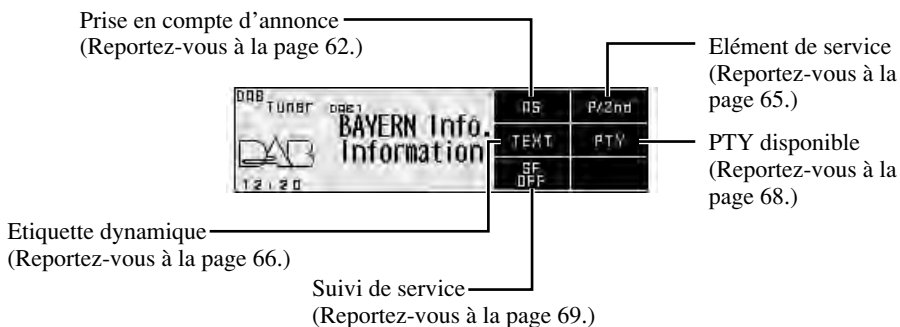 Prise en compte d’annonce
(Reportez-vous à la page 62.)
Elément de service
(Reportez-vous à la
page 65.)
DAB
Tuner
DAB1
BAYERN Info.
Information
DAB
12:20
AS
P/2nd
TEXT
PTY
SF
OFF
PTY disponible
(Reportez-vous à la
page 68.)
Etiquette dynamique
(Reportez-vous à la page 66.)
Suivi de service
(Reportez-vous à la page 69.)